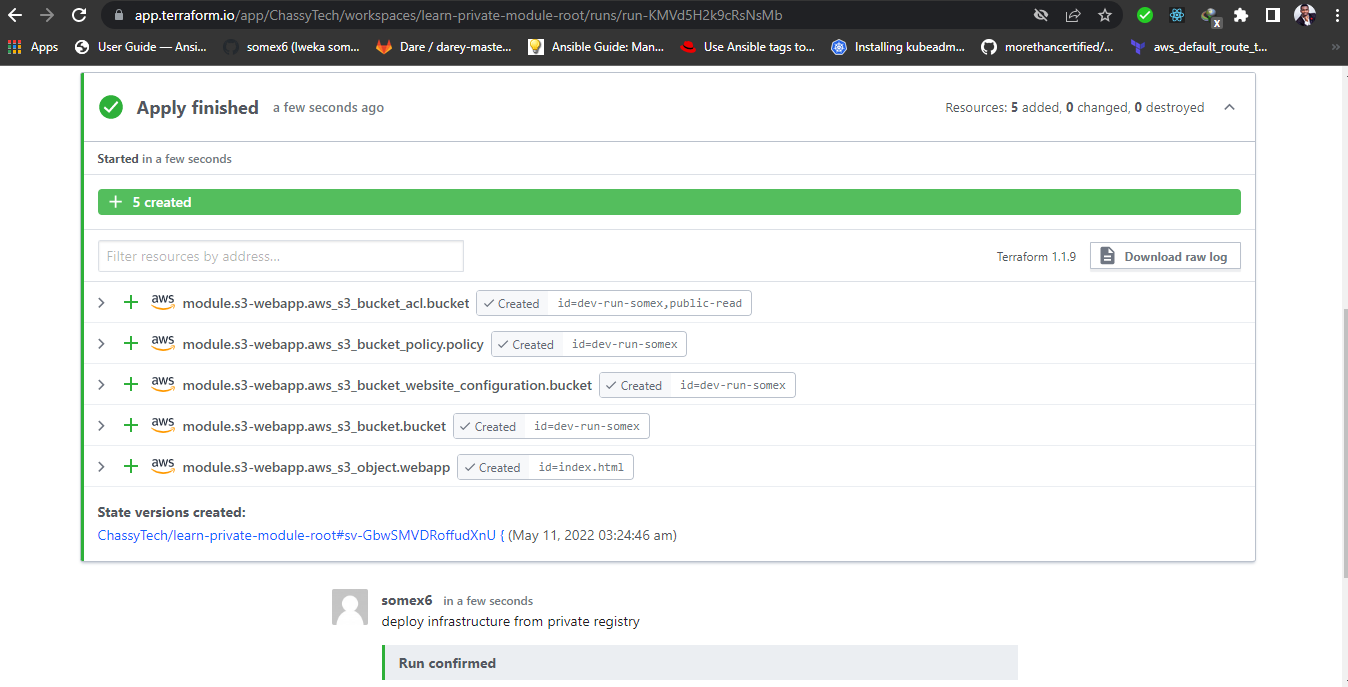 app.terraform.io/app/ChassyTech/workspaces/learn-private-module-root/runs/run-KMVd5H2k9cRsNsMb
Apps User Guide — Ansi... somex6 (Iweka som... Dare / darey-maste... Ansible Guide: Man... Use Ansible tags to... Installing kubeadm... morethancertified/... aws_default_route_t... »
Apply finished a few seconds ago Resources: 5 added, 0 changed, 0 destroyed
Started in a few seconds
+ 5 created
Filter resources by address... Terraform 1.1.9 Download raw log
aws module.s3-webapp.aws_s3_bucket_acl.bucket Created id=dev-run-somex,public-read
aws module.s3-webapp.aws_s3_bucket_policy.policy Created id=dev-run-somex
aws module.s3-webapp.aws_s3_bucket_website_configuration.bucket Created id=dev-run-somex
aws module.s3-webapp.aws_s3_bucket.bucket Created id=dev-run-somex
aws module.s3-webapp.aws_s3_object.webapp Created id=index.html
State versions created:
ChassyTech/learn-private-module-root#sv-GbwSMVDRoffudXnU { (May 11, 2022 03:24:46 am)
somex6 in a few seconds
deploy infrastructure from private registry
Run confirmed